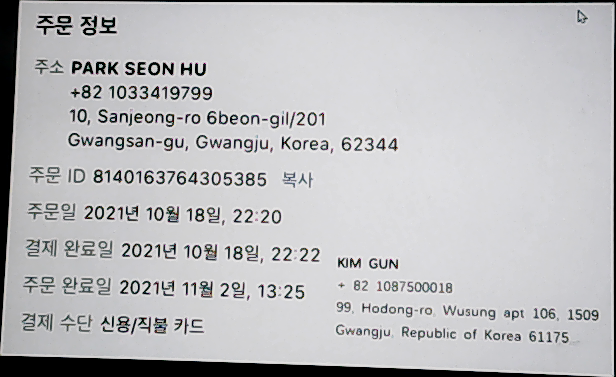 주문 정보
주소 PARK SEON HU
+82 1033419799
10, Sanjeong-ro 6beon-gil/201
Gwangsan-gu, Gwangju, Korea, 62344
주문 ID 8140163764305385 복사
주문일 2021년 10월 18일, 22:20
결제 완료일 2021년 10월 18일, 22:22
주문 완료일 2021년 11월 2일, 13:25
결제 수단 신용/직불 카드
KIM GUN
+ 82 1087500018
99, Hodong-ro, Wusung apt 106, 1509
Gwangju, Republic of Korea 61175